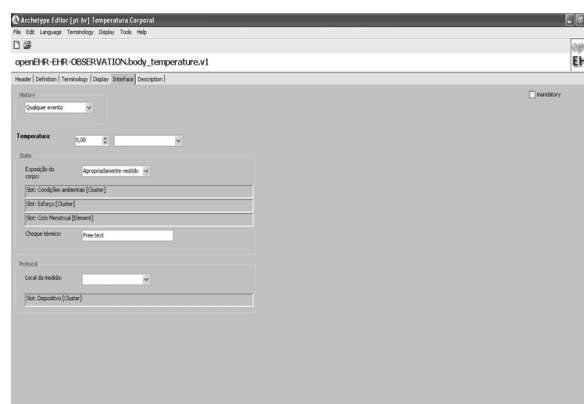 Archetype Editor [pt-br] Temperatura Corporal
File Edit Language Terminology Display Tools Help
openEHR-EHR-OBSERVATION.body_temperature.v1
Header | Definition | Terminology | Display | Interface | Description |
History
mandatory
Qualquer evento
Temperatura:
0,00
State
Exposição do
corpo:
Apropriadamente vestido
Slot: Condições ambientais [Cluster]
Slot: Esforço [Cluster]
Slot: Ciclo Menstrual [Element]
Choque térmico:
Free text
Protocol
Local da medida:
Slot: Dispositivo [Cluster]